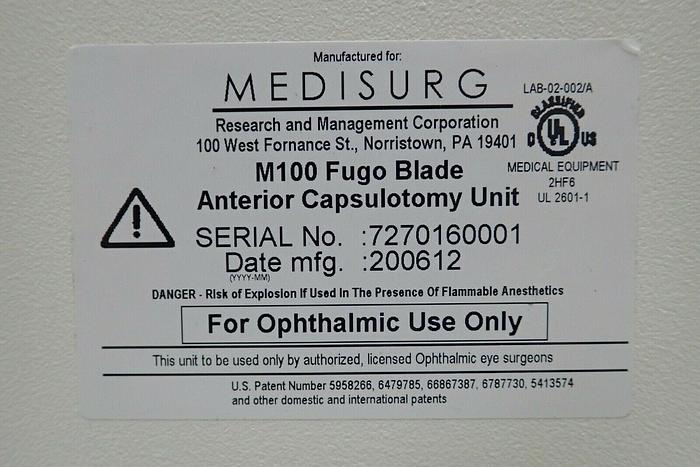 Manufactured for:
MEDISURG
LAB-02-002/A
CLASSIFIED
C UL US
Research and Management Corporation
100 West Fornance St., Norristown, PA 19401
MEDICAL EQUIPMENT
2HF6
UL 2601-1
M100 Fugo Blade
Anterior Capsulotomy Unit
!
SERIAL No. :7270160001
Date mfg. :200612
(YYYY-MM)
DANGER - Risk of Explosion If Used In The Presence Of Flammable Anesthetics
For Ophthalmic Use Only
This unit to be used only by authorized, licensed Ophthalmic eye surgeons
U.S. Patent Number 5958266, 6479785, 66867387, 6787730, 5413574
and other domestic and international patents